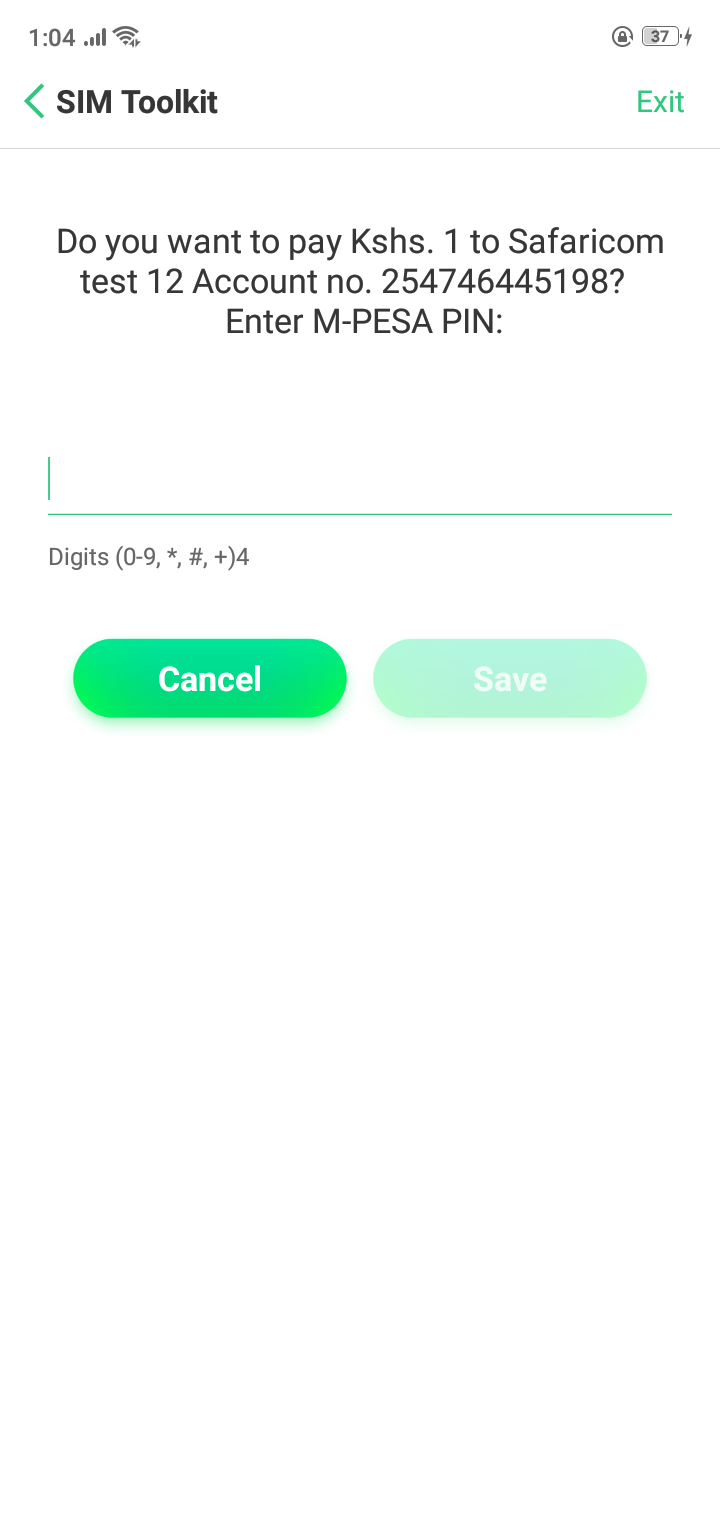 1:04
37
SIM Toolkit
Exit
Do you want to pay Kshs. 1 to Safaricom
test 12 Account no. 254746445198?
Enter M-PESA PIN:
Digits (0-9, *, #, +)4
Cancel
Save